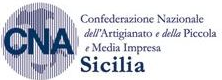 CNA
Confederazione Nazionale
dell'Artigianato e della Piccola
e Media Impresa
Sicilia